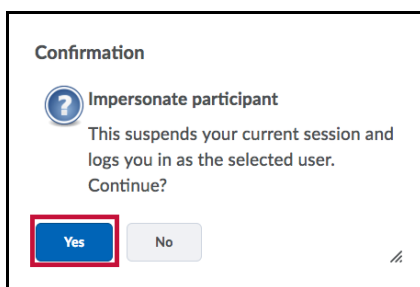 Confirmation
Impersonate participant
This suspends your current session and
logs you in as the selected user.
Continue?
Yes
No